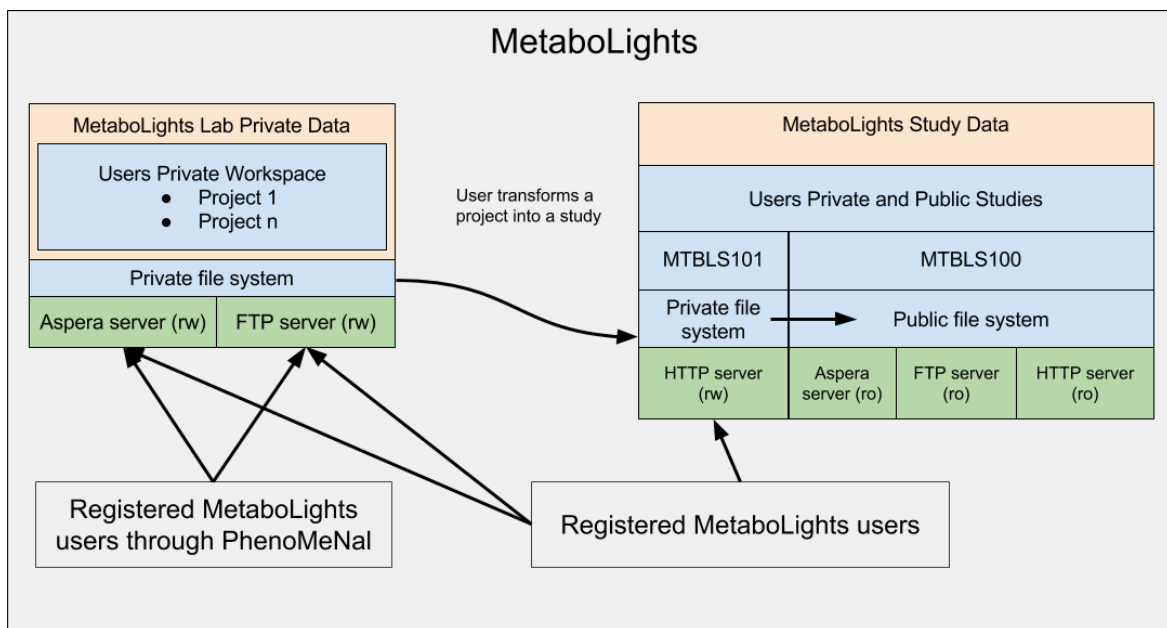 MetaboLights
MetaboLights Lab Private Data
Users Private Workspace
● Project 1
● Project n
Private file system
Aspera server (rw)
FTP server (rw)
User transforms a
project into a study
MetaboLights Study Data
Users Private and Public Studies
MTBLS101
MTBLS100
Private file
system
Public file system
HTTP server
(rw)
Aspera
server (ro)
FTP server
(ro)
HTTP server
(ro)
Registered MetaboLights
users through PhenoMeNal
Registered MetaboLights users